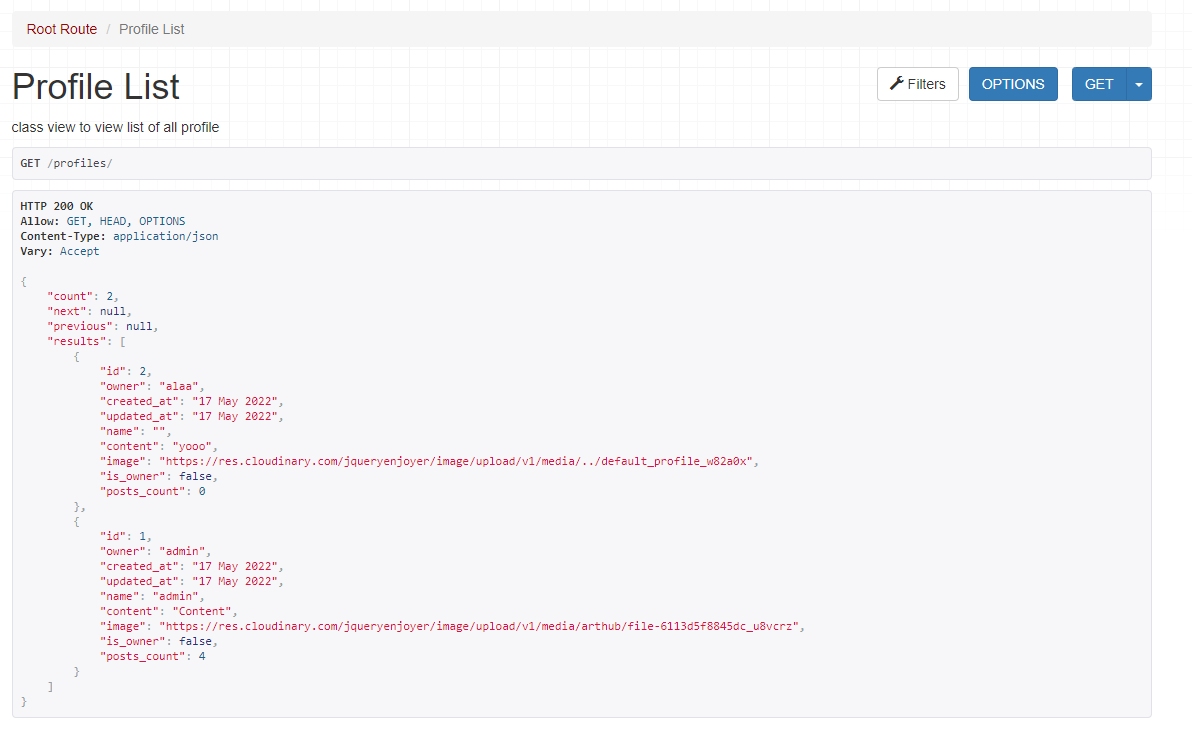 Root Route / Profile List
Profile List
Filters OPTIONS GET
class view to view list of all profile
GET /profiles/
HTTP 200 OK
Allow: GET, HEAD, OPTIONS
Content-Type: application/json
Vary: Accept
{
    "count": 2,
    "next": null,
    "previous": null,
    "results": [
        {
            "id": 2,
            "owner": "alaa",
            "created_at": "17 May 2022",
            "updated_at": "17 May 2022",
            "name": "",
            "content": "yooo",
            "image": "https://res.cloudinary.com/jqueryenjoyer/image/upload/v1/media/../default_profile_w82a0x",
            "is_owner": false,
            "posts_count": 0
        },
        {
            "id": 1,
            "owner": "admin",
            "created_at": "17 May 2022",
            "updated_at": "17 May 2022",
            "name": "admin",
            "content": "Content",
            "image": "https://res.cloudinary.com/jqueryenjoyer/image/upload/v1/media/arthub/file-6113d5f8845dc_u8vcrz",
            "is_owner": false,
            "posts_count": 4
        }
    ]
}